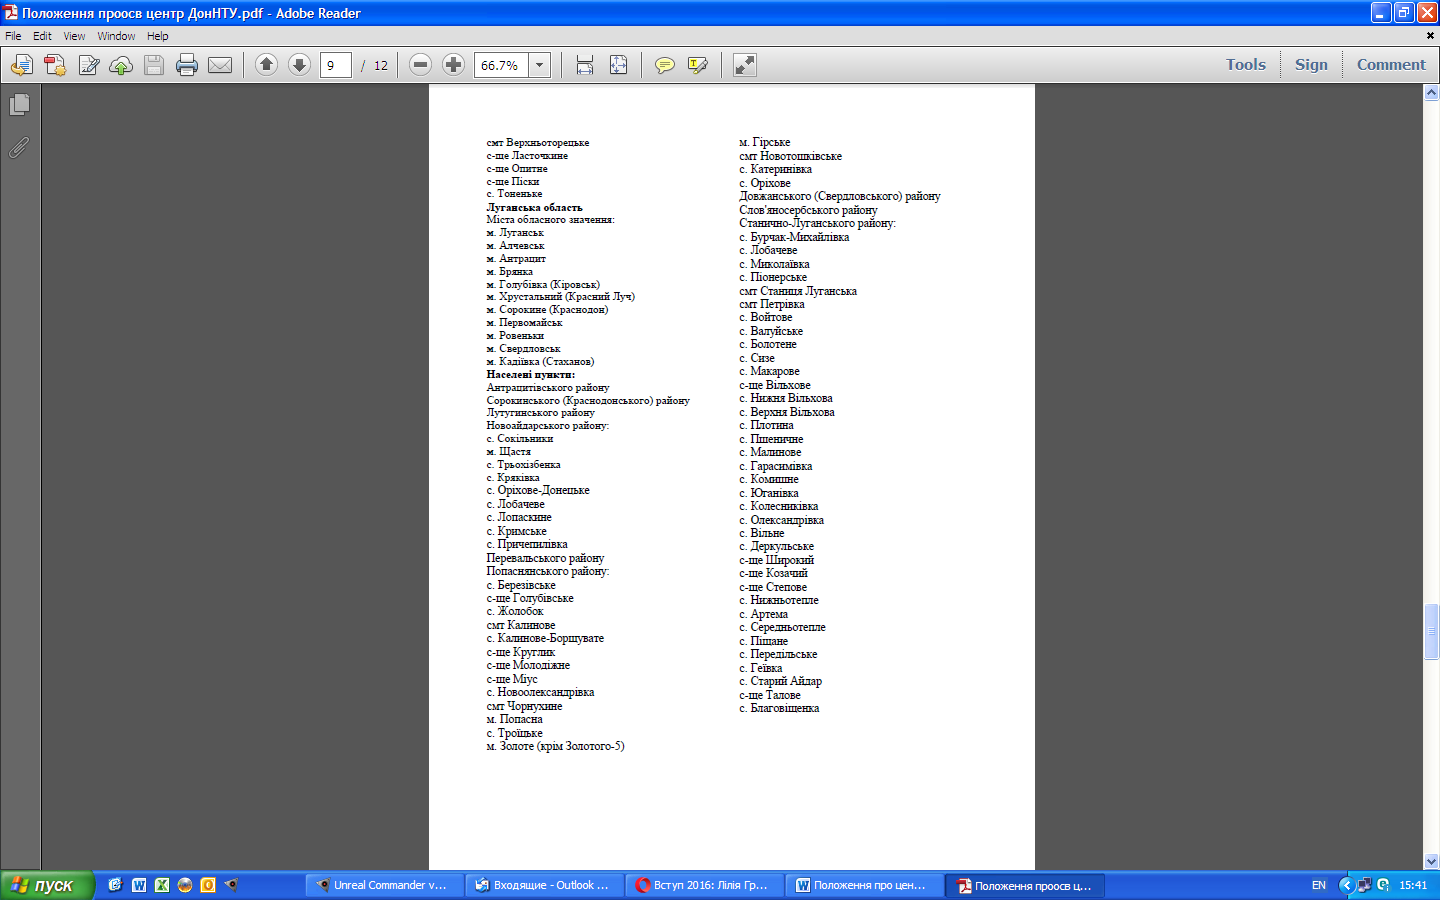 Положення проосв центр ДонНТУ.pdf - Adobe Reader
File Edit View Window Help
9 / 12 66.7% Tools Sign Comment
смт Верхньоторецьке
с-ще Ласточкине
с-ще Опитне
с-ще Піски
с. Тоненьке
Луганська область
Міста обласного значення:
м. Луганськ
м. Алчевськ
м. Антрацит
м. Брянка
м. Голубівка (Кіровськ)
м. Хрустальний (Красний Луч)
м. Сорокине (Краснодон)
м. Первомайськ
м. Ровеньки
м. Свердловськ
м. Кадіївка (Стаханов)
Населені пункти:
Антрацитівського району
Сорокинського (Краснодонського) району
Лутугинського району
Новоайдарського району:
с. Сокільники
м. Щастя
с. Трьохізбенка
с. Кряківка
с. Оріхове-Донецьке
с. Лобачеве
с. Лопаскине
с. Кримське
с. Причепилівка
Перевальського району
Попаснянського району:
с. Березівське
с-ще Голубівське
с. Жолобок
смт Калинове
с. Калинове-Борщувате
с-ще Круглик
с-ще Молодіжне
с-ще Міус
с. Новоолександрівка
смт Чорнухине
м. Попасна
с. Троїцьке
м. Золоте (крім Золотого-5)
м. Гірське
смт Новотошківське
с. Катеринівка
с. Оріхове
Довжанського (Свердловського) району
Слов'яносербського району
Станично-Луганського району:
с. Бурчак-Михайлівка
с. Лобачеве
с. Миколаївка
с. Піонерське
смт Станиця Луганська
смт Петрівка
с. Войтове
с. Валуйське
с. Болотене
с. Сизе
с. Макарове
с-ще Вільхове
с. Нижня Вільхова
с. Верхня Вільхова
с. Плотина
с. Пшеничне
с. Малинове
с. Гарасимівка
с. Комишне
с. Юганівка
с. Колесниківка
с. Олександрівка
с. Вільне
с. Деркульське
с-ще Широкий
с-ще Козачий
с-ще Степове
с. Нижньотепле
с. Артема
с. Середньотепле
с. Піщане
с. Передільське
с. Геївка
с. Старий Айдар
с-ще Талове
с. Благовіщенка
пуск Unreal Commander v... Входящие - Outlook ... Вступ 2016: Лілія Гр... Положення про цен... Положення проосв ц... EN 15:41